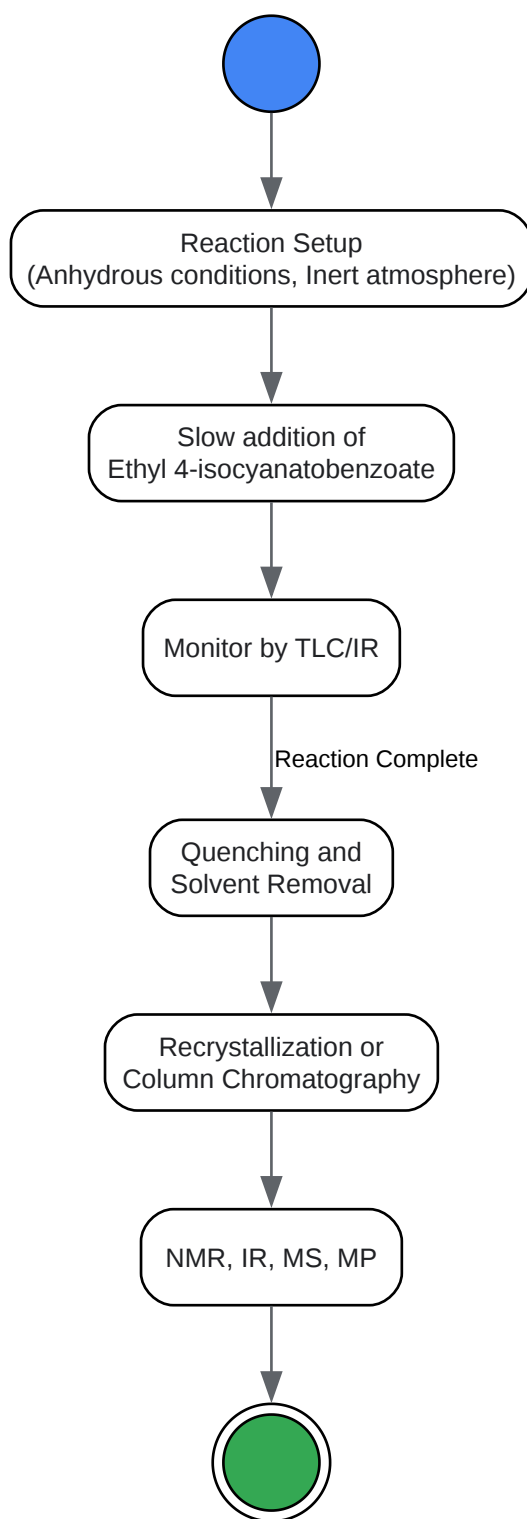 Reaction Setup
(Anhydrous conditions, Inert atmosphere)
Slow addition of
Ethyl 4-isocyanatobenzoate
Monitor by TLC/IR
Reaction Complete
Quenching and
Solvent Removal
Recrystallization or
Column Chromatography
NMR, IR, MS, MP